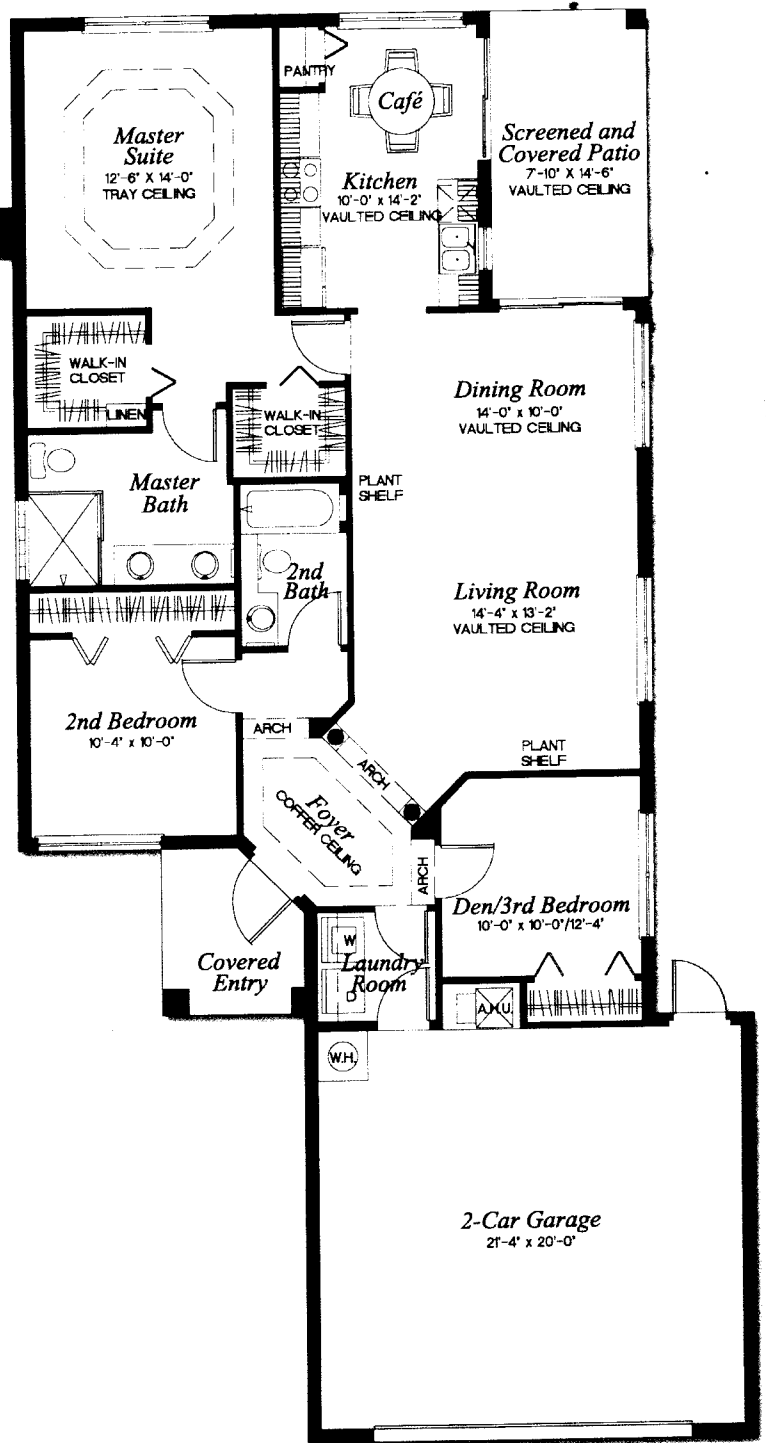 PANTRY
Café
Master
Suite
12'-6" X 14'-0"
TRAY CEILING
Kitchen
10'-0" x 14'-2"
VAULTED CEILING
Screened and
Covered Patio
7'-10" X 14'-6"
VAULTED CEILING
WALK-IN
CLOSET
LINEN
WALK-IN
CLOSET
Dining Room
14'-0" x 10'-0"
VAULTED CEILING
Master
Bath
PLANT
SHELF
2nd
Bath
Living Room
14'-4" x 13'-2"
VAULTED CEILING
2nd Bedroom
10'-4" x 10'-0"
ARCH
ARCH
PLANT
SHELF
Foyer
COFFER CEILING
ARCH
Den/3rd Bedroom
10'-0" x 10'-0"/12'-4"
Covered
Entry
W
Laundry
Room
D
A.H.U.
W.H.
2-Car Garage
21'-4" x 20'-0"